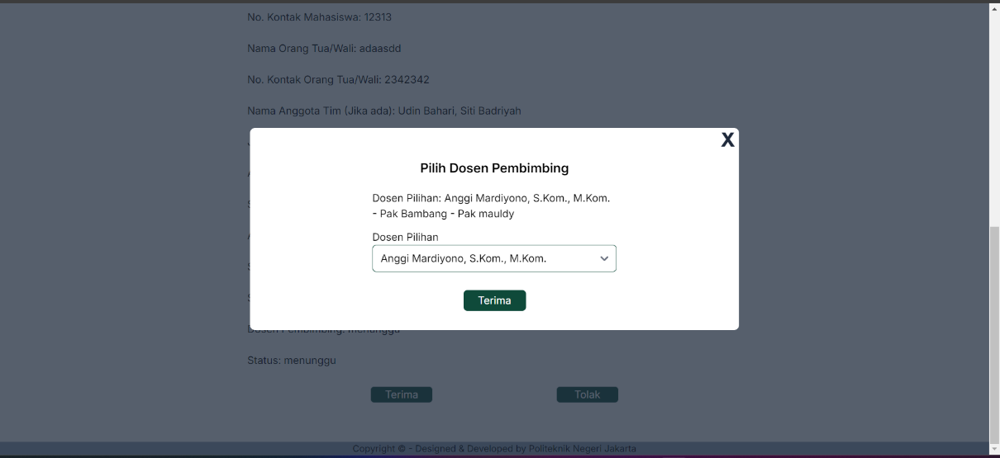 No. Kontak Mahasiswa: 12313
Nama Orang Tua/Wali: adaasdd
No. Kontak Orang Tua/Wali: 2342342
Nama Anggota Tim (Jika ada): Udin Bahari, Siti Badriyah
X
Pilih Dosen Pembimbing
Dosen Pilihan: Anggi Mardiyono, S.Kom., M.Kom.
- Pak Bambang - Pak mauldy
Dosen Pilihan
Anggi Mardiyono, S.Kom., M.Kom.
Terima
Dosen Pembimbing: menunggu
Status: menunggu
Terima Tolak
Copyright © - Designed & Developed by Politeknik Negeri Jakarta